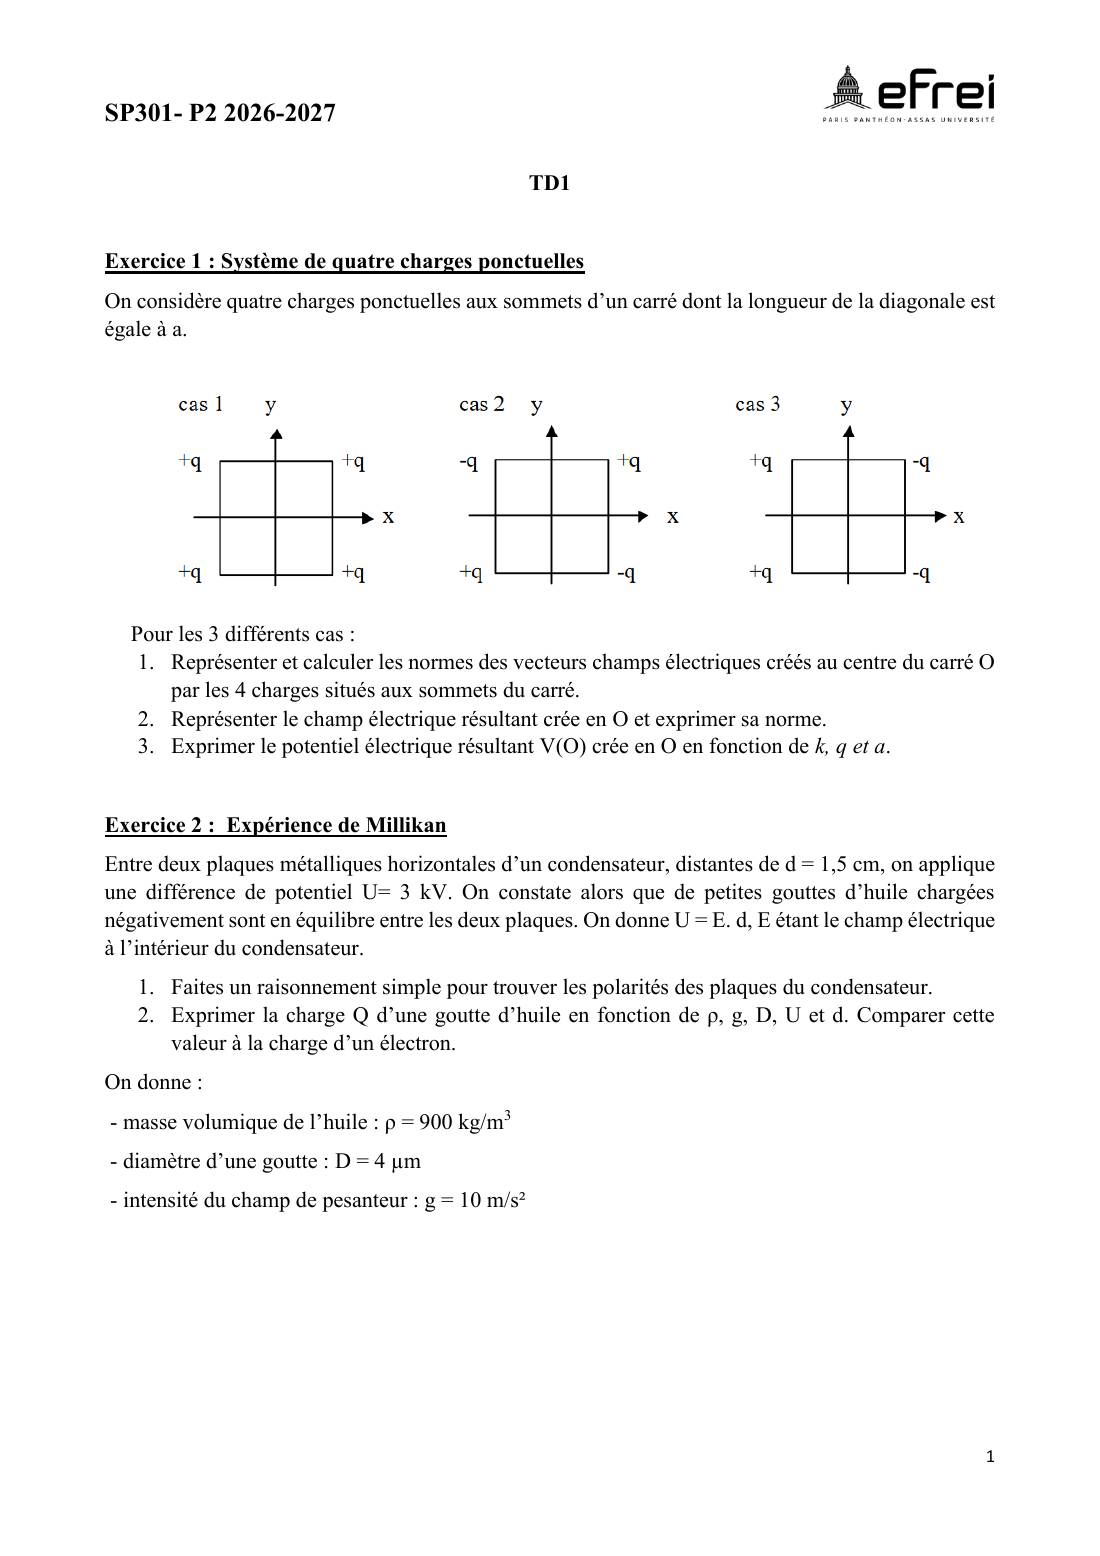 SP301- P2 2026-2027
efrei
PARIS PANTHÉON-ASSAS UNIVERSITÉ
TD1
Exercice 1 : Système de quatre charges ponctuelles
On considère quatre charges ponctuelles aux sommets d’un carré dont la longueur de la diagonale est
égale à a.
cas 1 y
+q +q
x
+q +q
cas 2 y
-q +q
x
+q -q
cas 3 y
+q -q
x
+q -q
Pour les 3 différents cas :
1. Représenter et calculer les normes des vecteurs champs électriques créés au centre du carré O
par les 4 charges situés aux sommets du carré.
2. Représenter le champ électrique résultant crée en O et exprimer sa norme.
3. Exprimer le potentiel électrique résultant V(O) crée en O en fonction de k, q et a.
Exercice 2 : Expérience de Millikan
Entre deux plaques métalliques horizontales d’un condensateur, distantes de d = 1,5 cm, on applique
une différence de potentiel U= 3 kV. On constate alors que de petites gouttes d’huile chargées
négativement sont en équilibre entre les deux plaques. On donne U = E. d, E étant le champ électrique
à l’intérieur du condensateur.
1. Faites un raisonnement simple pour trouver les polarités des plaques du condensateur.
2. Exprimer la charge Q d’une goutte d’huile en fonction de ρ, g, D, U et d. Comparer cette
valeur à la charge d’un électron.
On donne :
- masse volumique de l’huile : ρ = 900 kg/m³
- diamètre d’une goutte : D = 4 µm
- intensité du champ de pesanteur : g = 10 m/s²
1